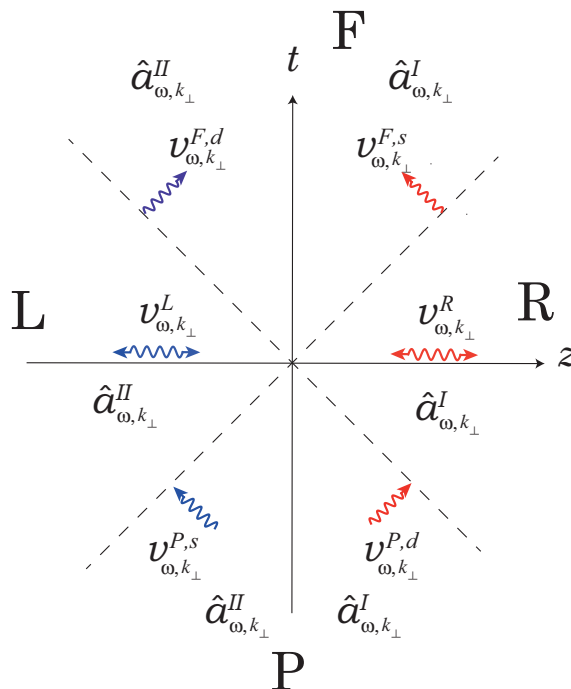 F
t
â^{II}_{ω,k⊥} â^{I}_{ω,k⊥}
υ^{F,d}_{ω,k⊥} υ^{F,s}_{ω,k⊥}
L R
υ^{L}_{ω,k⊥} υ^{R}_{ω,k⊥}
z
â^{II}_{ω,k⊥} â^{I}_{ω,k⊥}
υ^{P,s}_{ω,k⊥} υ^{P,d}_{ω,k⊥}
â^{II}_{ω,k⊥} â^{I}_{ω,k⊥}
P